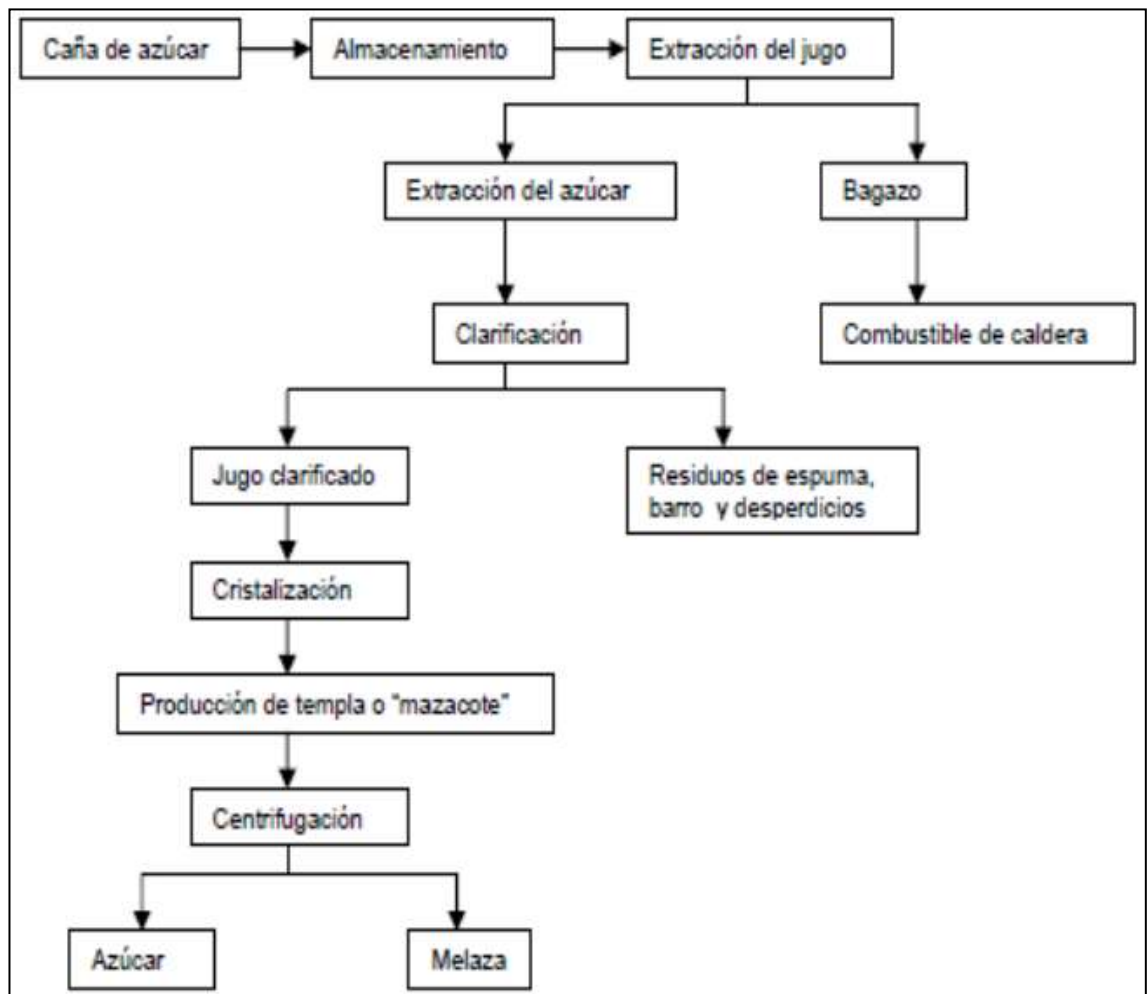 Caña de azúcar
Almacenamiento
Extracción del jugo
Extracción del azúcar
Bagazo
Clarificación
Combustible de caldera
Jugo clarificado
Residuos de espuma,
barro y desperdicios
Cristalización
Producción de templa o "mazacote"
Centrifugación
Azúcar
Melaza